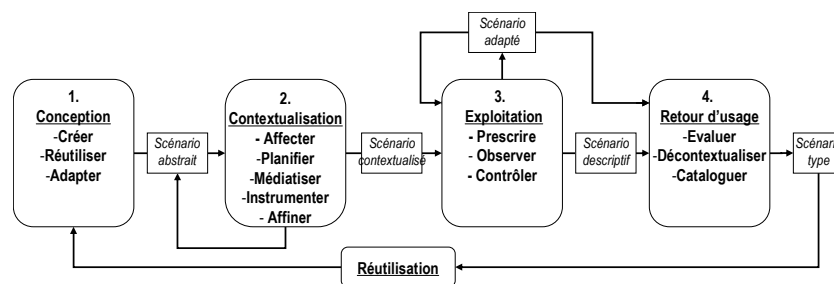 Scénario
adapté
1.
Conception
-Créer
-Réutiliser
-Adapter
Scénario
abstrait
2.
Contextualisation
- Affecter
-Planifier
-Médiatiser
-Instrumenter
- Affiner
Scénario
contextualisé
3.
Exploitation
- Prescrire
- Observer
- Contrôler
Scénario
descriptif
4.
Retour d'usage
-Evaluer
-Décontextualiser
-Cataloguer
Scénario
type
Réutilisation